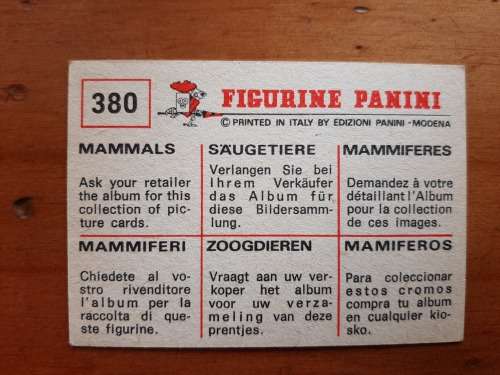 380
FIGURINE PANINI
© PRINTED IN ITALY BY EDIZIONI PANINI - MODENA
MAMMALS
Ask your retailer
the album for this
collection of pic-
ture cards.
SÄUGETIERE
Verlangen Sie bei
Ihrem Verkäufer
das Album für
diese Bildersamm-
lung.
MAMMIFERES
Demandez à votre
détaillant l'Album
pour la collection
de ces images.
MAMMIFERI
Chiedete al vo-
stro rivenditore
l'album per la
raccolta di que-
ste figurine.
ZOOGDIEREN
Vraagt aan uw ver-
koper het album
voor uw verza-
meling van deze
prentjes.
MAMIFEROS
Para coleccionar
estos cromos
compra tu album
en cualquier kio-
sko.